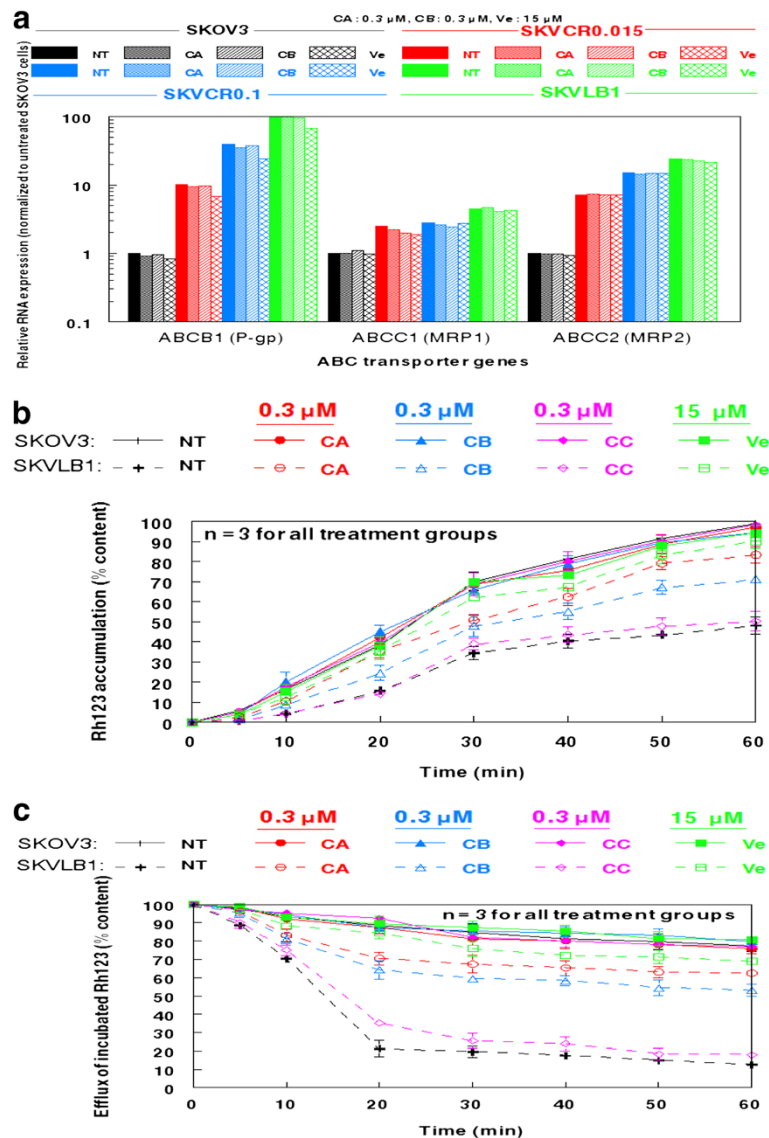 a
CA : 0.3 µM, CB: 0.3 µM, Ve : 15 µM
SKOV3 SKVCR0.015
NT CA CB Ve NT CA CB Ve
NT CA CB Ve NT CA CB Ve
SKVCR0.1 SKVLB1
Relative RNA expression (normalized to untreated SKOV3 cells)
100
10
1
0.1
ABCB1 (P-gp) ABCC1 (MRP1) ABCC2 (MRP2)
ABC transporter genes
b
0.3 µM 0.3 µM 0.3 µM 15 µM
SKOV3: NT CA CB CC Ve
SKVLB1: NT CA CB CC Ve
Rh123 accumulation (% content)
n = 3 for all treatment groups
100
90
80
70
60
50
40
30
20
10
0
0 10 20 30 40 50 60
Time (min)
c
0.3 µM 0.3 µM 0.3 µM 15 µM
SKOV3: NT CA CB CC Ve
SKVLB1: NT CA CB CC Ve
Efflux of incubated Rh123 (% content)
n = 3 for all treatment groups
100
90
80
70
60
50
40
30
20
10
0
0 10 20 30 40 50 60
Time (min)